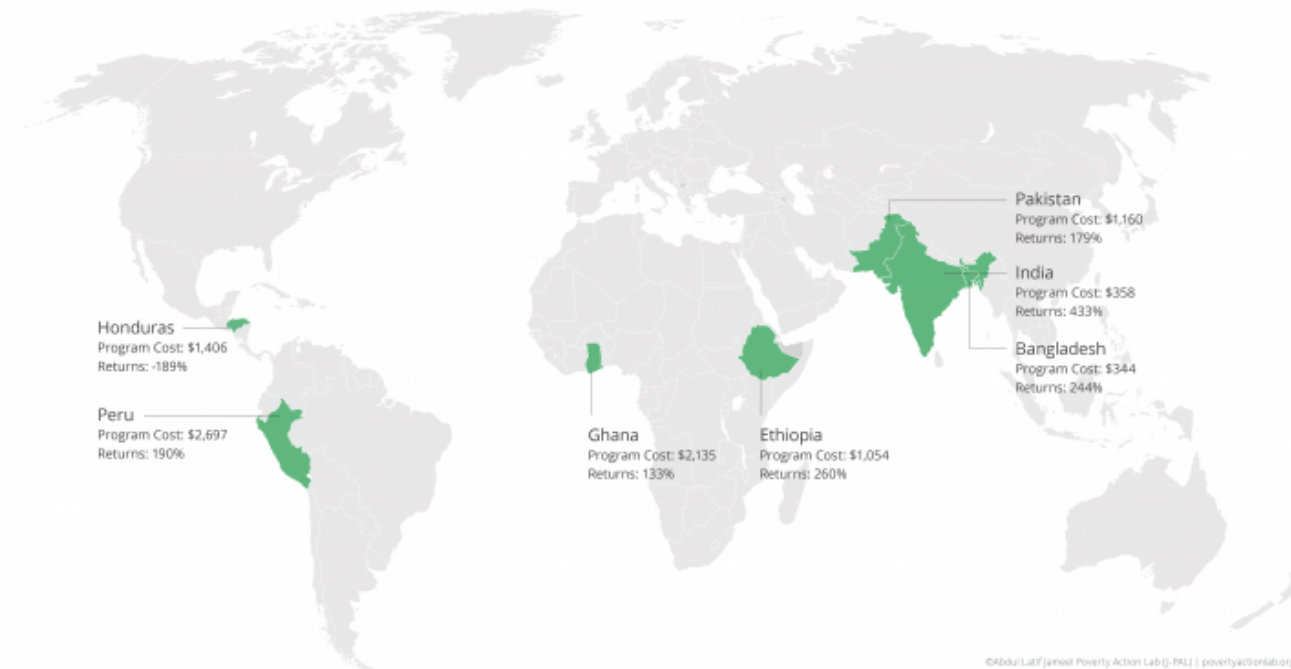 Pakistan
Program Cost: $1,160
Returns: 179%
India
Program Cost: $358
Returns: 433%
Bangladesh
Program Cost: $344
Returns: 244%
Honduras
Program Cost: $1,406
Returns: -189%
Peru
Program Cost: $2,697
Returns: 190%
Ghana
Program Cost: $2,135
Returns: 133%
Ethiopia
Program Cost: $1,054
Returns: 260%
©Abdul Latif Jameel Poverty Action Lab (J-PAL) | povertyactionlab.or